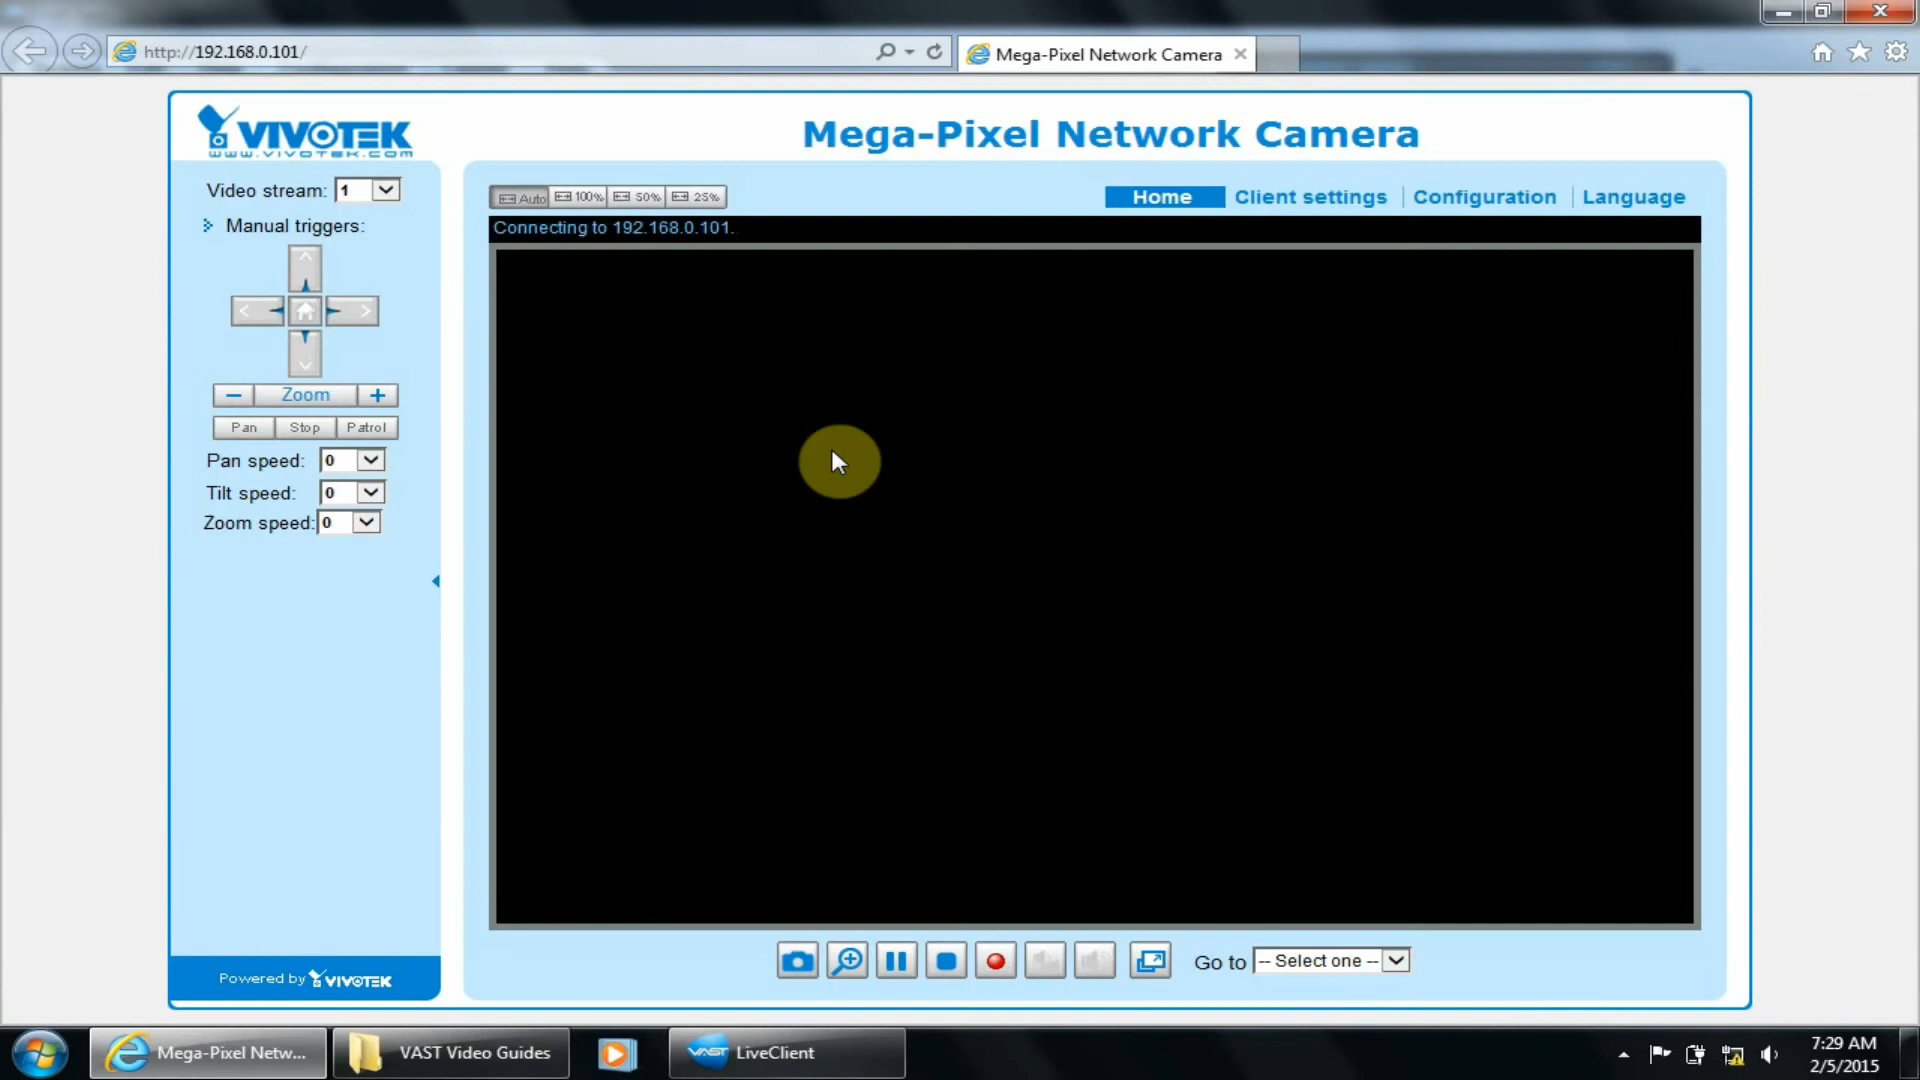 http://192.168.0.101/
Mega-Pixel Network Camera
VIVOTEK
www.vivotek.com
Mega-Pixel Network Camera
Video stream: 1
Auto 100% 50% 25%
Home Client settings Configuration Language
Manual triggers:
Connecting to 192.168.0.101.
Zoom
Pan Stop Patrol
Pan speed: 0
Tilt speed: 0
Zoom speed: 0
Powered by VIVOTEK
Go to -- Select one --
Mega-Pixel Netw...
VAST Video Guides
VAST LiveClient
7:29 AM
2/5/2015